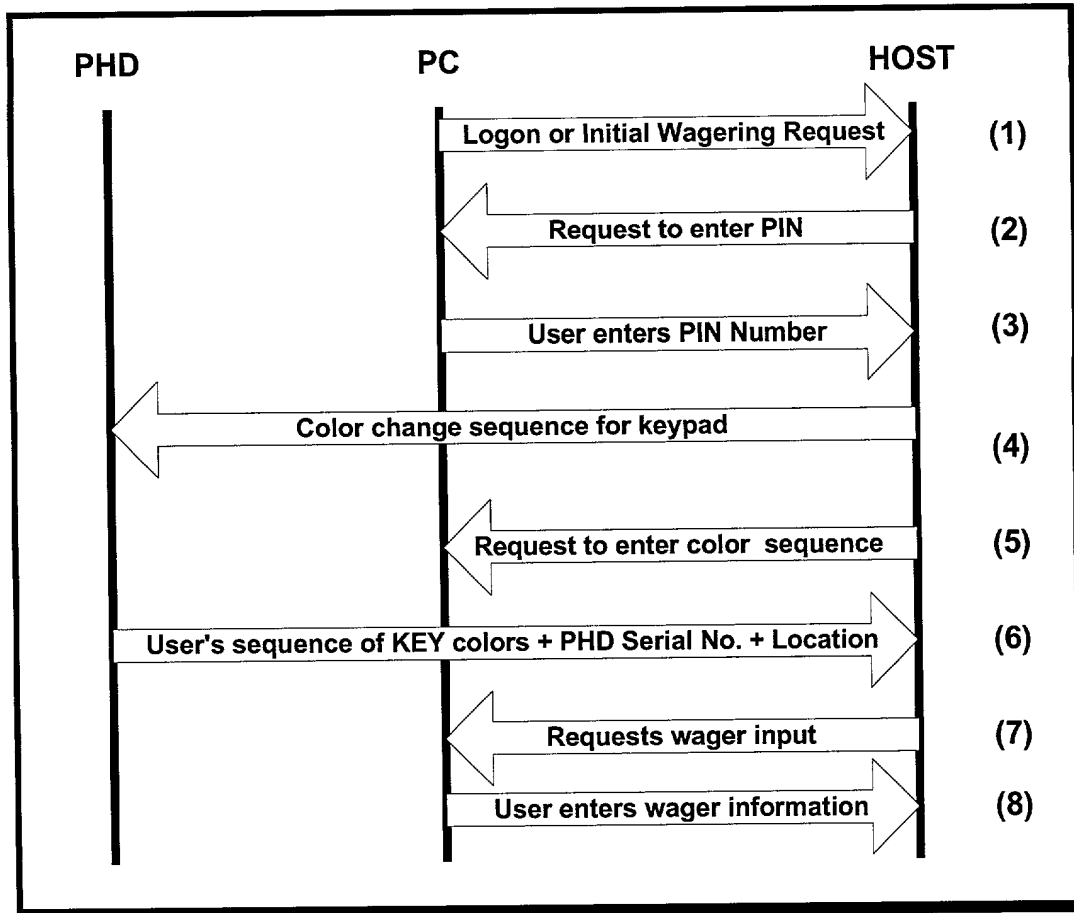 PHD PC HOST
Logon or Initial Wagering Request (1)
Request to enter PIN (2)
User enters PIN Number (3)
Color change sequence for keypad (4)
Request to enter color sequence (5)
User's sequence of KEY colors + PHD Serial No. + Location (6)
Requests wager input (7)
User enters wager information (8)